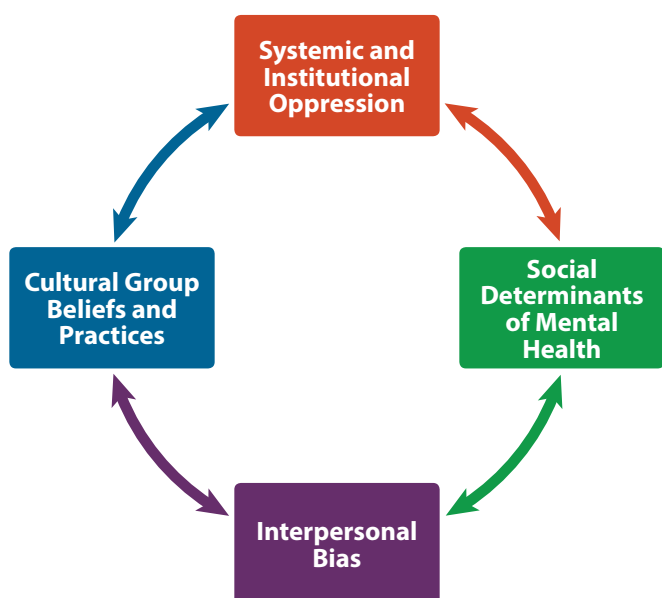 Systemic and
Institutional
Oppression
Cultural Group
Beliefs and
Practices
Social
Determinants
of Mental
Health
Interpersonal
Bias